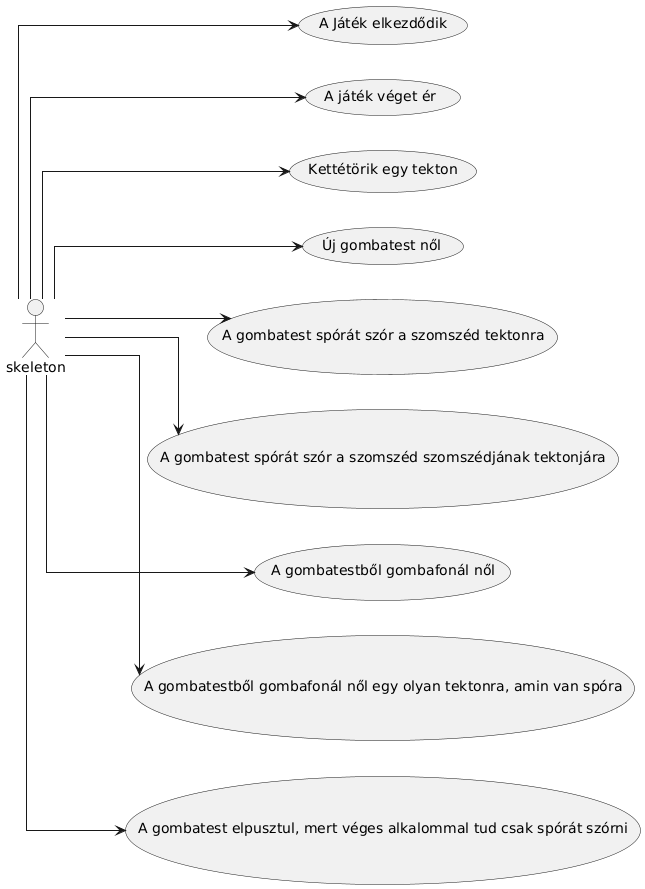 A Játék elkezdődik
A játék véget ér
Kettétörik egy tekton
Új gombatest nől
A gombatest spórát szór a szomszéd tektonra
skeleton
A gombatest spórát szór a szomszéd szomszédjának tektonjára
A gombatestből gombafonál nől
A gombatestből gombafonál nől egy olyan tektonra, amin van spóra
A gombatest elpusztul, mert véges alkalommal tud csak spórát szórni